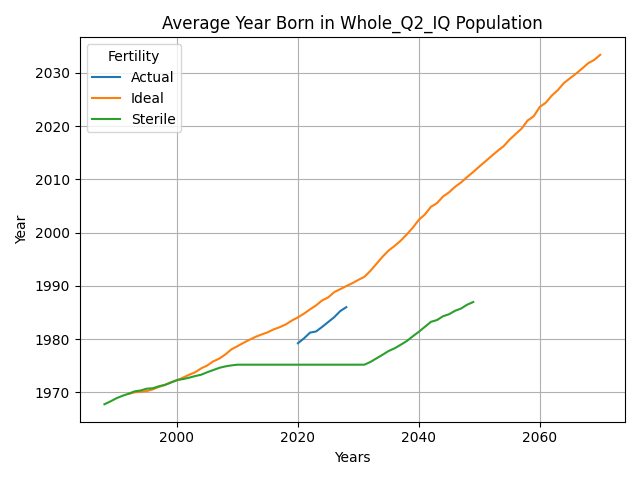 Average Year Born in Whole_Q2_IQ Population
Fertility
Actual
Ideal
Sterile
Year
2030
2020
2010
2000
1990
1980
1970
2000 2020 2040 2060
Years